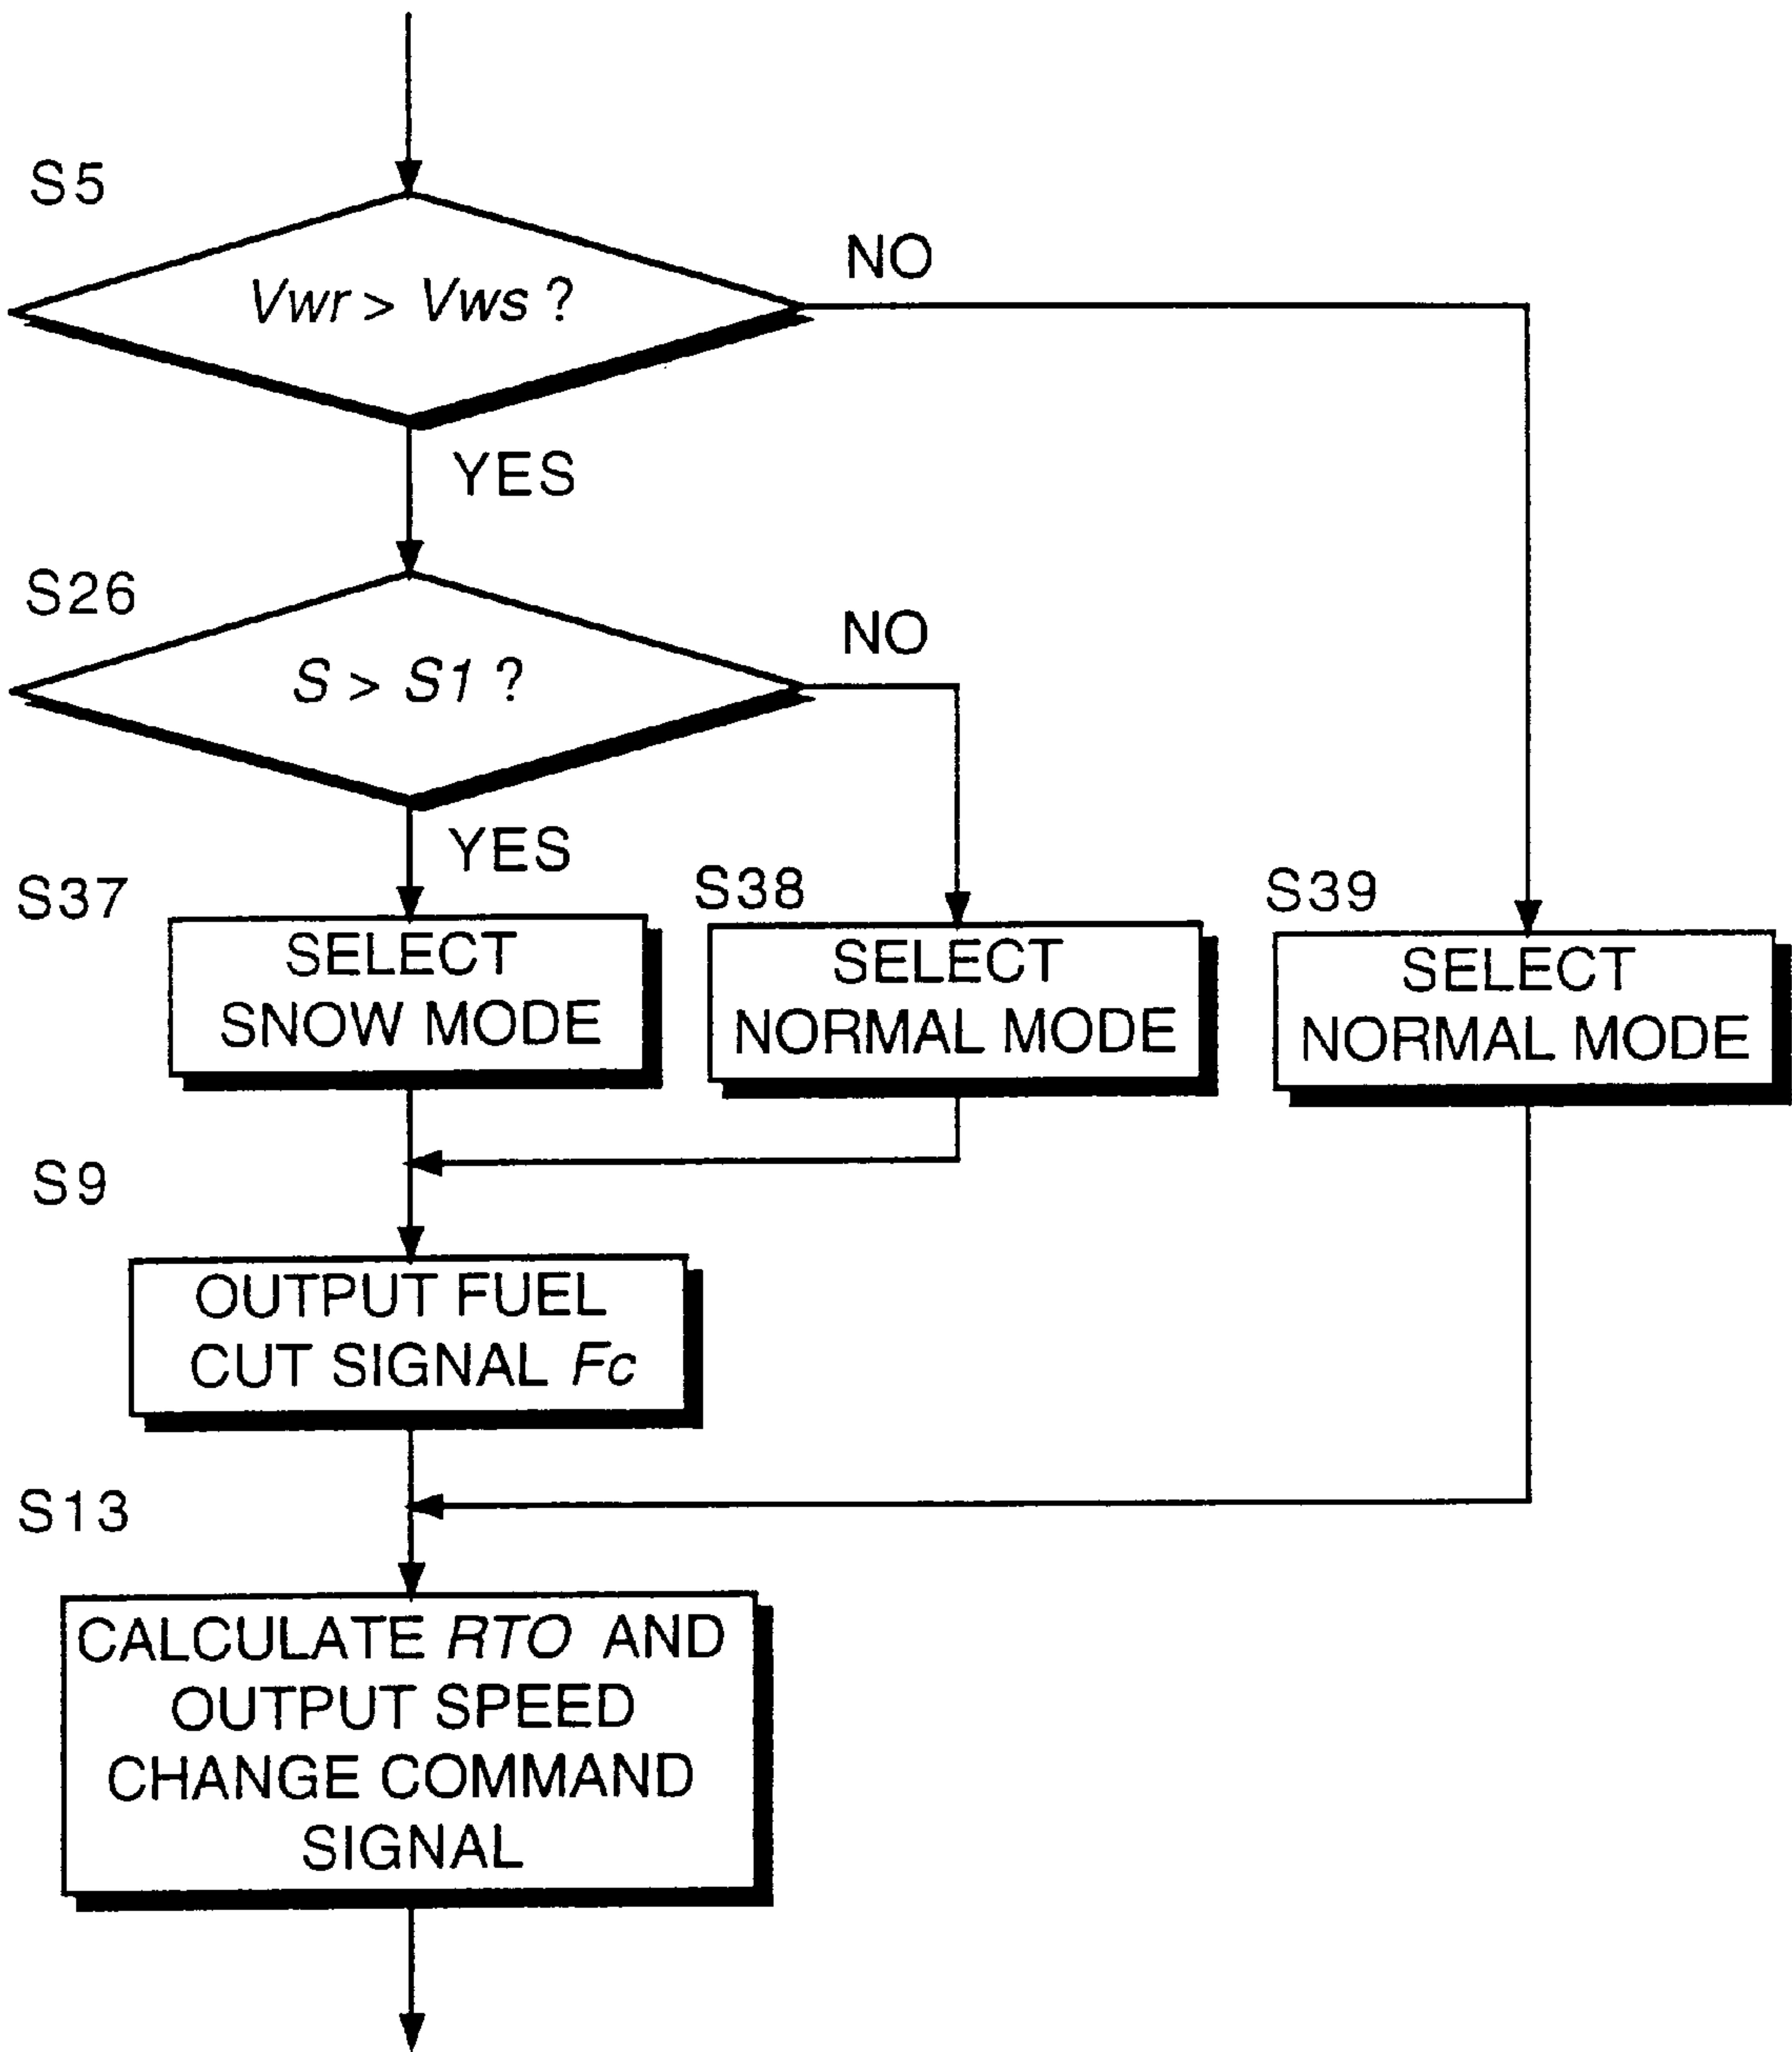 S5
Vwr > Vws ?
NO
YES
S26
S > S1 ?
NO
YES
S37
SELECT
SNOW MODE
S38
SELECT
NORMAL MODE
S39
SELECT
NORMAL MODE
S9
OUTPUT FUEL
CUT SIGNAL Fc
S13
CALCULATE RTO AND
OUTPUT SPEED
CHANGE COMMAND
SIGNAL